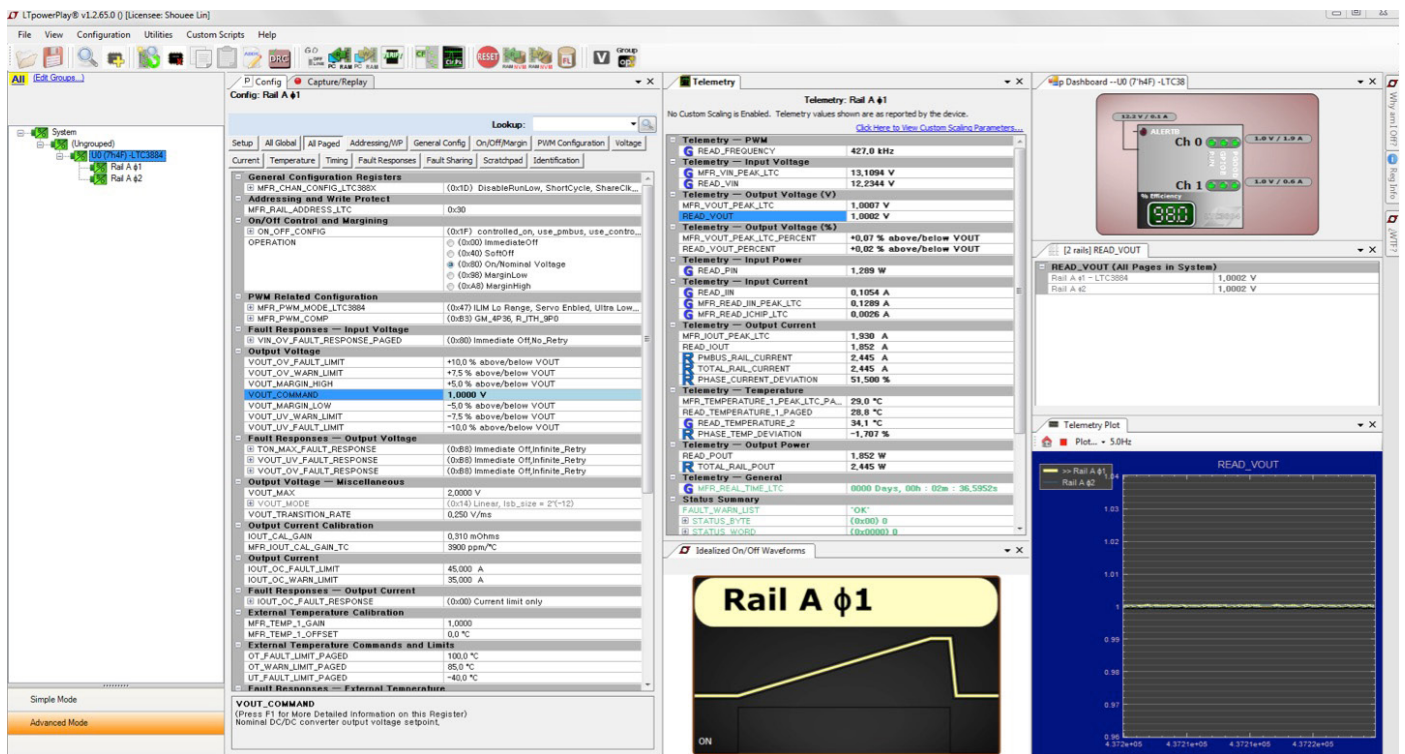 LTpowerPlay® v1.2.65.0 () [Licensee: Shouee Lin]
File View Configuration Utilities Custom Scripts Help
All (Edit Groups...)
System
(Ungrouped)
U0 (7'h4F) -LTC3884
Rail A ϕ1
Rail A ϕ2
Simple Mode
Advanced Mode
Config Capture/Replay
Config: Rail A ϕ1
Lookup:
Setup All Global All Paged Addressing/WP General Config On/Off/Margin PWM Configuration Voltage
Current Temperature Timing Fault Responses Fault Sharing Scratchpad Identification
General Configuration Registers
MFR_CHAN_CONFIG_LTC388X (0x1D) DisableRunLow, ShortCycle, ShareClk...
Addressing and Write Protect
MFR_RAIL_ADDRESS_LTC 0x30
On/Off Control and Margining
ON_OFF_CONFIG (0x1F) controlled_on, use_pmbus, use_contro...
OPERATION (0x00) ImmediateOff
(0x40) SoftOff
(0x80) On/Nominal Voltage
(0x98) MarginLow
(0xA8) MarginHigh
PWM Related Configuration
MFR_PWM_MODE_LTC3884 (0x47) ILIM Lo Range, Servo Enbled, Ultra Low...
MFR_PWM_COMP (0xB3) GM_4P36, R_ITH_9P0
Fault Responses — Input Voltage
VIN_OV_FAULT_RESPONSE_PAGED (0x80) Immediate Off,No_Retry
Output Voltage
VOUT_OV_FAULT_LIMIT +10,0 % above/below VOUT
VOUT_OV_WARN_LIMIT +7,5 % above/below VOUT
VOUT_MARGIN_HIGH +5,0 % above/below VOUT
VOUT_COMMAND 1,0000 V
VOUT_MARGIN_LOW -5,0 % above/below VOUT
VOUT_UV_WARN_LIMIT -7,5 % above/below VOUT
VOUT_UV_FAULT_LIMIT -10,0 % above/below VOUT
Fault Responses — Output Voltage
TON_MAX_FAULT_RESPONSE (0xB8) Immediate Off,Infinite_Retry
VOUT_UV_FAULT_RESPONSE (0xB8) Immediate Off,Infinite_Retry
VOUT_OV_FAULT_RESPONSE (0xB8) Immediate Off,Infinite_Retry
Output Voltage — Miscellaneous
VOUT_MAX 2,0000 V
VOUT_MODE (0x14) Linear, lsb_size = 2^(-12)
VOUT_TRANSITION_RATE 0,250 V/ms
Output Current Calibration
IOUT_CAL_GAIN 0,310 mOhms
MFR_IOUT_CAL_GAIN_TC 3900 ppm/°C
Output Current
IOUT_OC_FAULT_LIMIT 45,000 A
IOUT_OC_WARN_LIMIT 35,000 A
Fault Responses — Output Current
IOUT_OC_FAULT_RESPONSE (0x00) Current limit only
External Temperature Calibration
MFR_TEMP_1_GAIN 1,0000
MFR_TEMP_1_OFFSET 0,0 °C
External Temperature Commands and Limits
OT_FAULT_LIMIT_PAGED 100,0 °C
OT_WARN_LIMIT_PAGED 85,0 °C
UT_FAULT_LIMIT_PAGED -40,0 °C
Fault Responses — External Temperature
VOUT_COMMAND
(Press F1 for More Detailed Information on this Register)
Nominal DC/DC converter output voltage setpoint,
Telemetry
Telemetry: Rail A ϕ1
No Custom Scaling is Enabled. Telemetry values shown are as reported by the device.
Click Here to View Custom Scaling Parameters...
Telemetry — PWM
READ_FREQUENCY 427,0 kHz
Telemetry — Input Voltage
MFR_VIN_PEAK_LTC 13,1094 V
READ_VIN 12,2344 V
Telemetry — Output Voltage (V)
MFR_VOUT_PEAK_LTC 1,0007 V
READ_VOUT 1,0002 V
Telemetry — Output Voltage (%)
MFR_VOUT_PEAK_LTC_PERCENT +0,07 % above/below VOUT
READ_VOUT_PERCENT +0,02 % above/below VOUT
Telemetry — Input Power
READ_PIN 1,289 W
Telemetry — Input Current
READ_IIN 0,1054 A
MFR_READ_IIN_PEAK_LTC 0,1289 A
MFR_READ_ICHIP_LTC 0,0026 A
Telemetry — Output Current
MFR_IOUT_PEAK_LTC 1,930 A
READ_IOUT 1,852 A
PMBUS_RAIL_CURRENT 2,445 A
TOTAL_RAIL_CURRENT 2,445 A
PHASE_CURRENT_DEVIATION 51,500 %
Telemetry — Temperature
MFR_TEMPERATURE_1_PEAK_LTC_PA... 29,0 °C
READ_TEMPERATURE_1_PAGED 28,8 °C
READ_TEMPERATURE_2 34,1 °C
PHASE_TEMP_DEVIATION -1,707 %
Telemetry — Output Power
READ_POUT 1,852 W
TOTAL_RAIL_POUT 2,445 W
Telemetry — General
MFR_REAL_TIME_LTC 0000 Days, 00h : 02m : 36,5952s
Status Summary
FAULT_WARN_LIST "OK"
STATUS_BYTE (0x00) 0
STATUS_WORD (0x0000) 0
Idealized On/Off Waveforms
Rail A ϕ1
ON
Dashboard --U0 (7'h4F) -LTC38
12.2 V / 0.1 A
ALERTB
Ch 0 1.0 V / 1.9 A
Ch 1 1.0 V / 0.6 A
% Efficiency
[2 rails] READ_VOUT
READ_VOUT (All Pages in System)
Rail A ϕ1 - LTC3884 1,0002 V
Rail A ϕ2 1,0002 V
Telemetry Plot
Plot... 5.0Hz
READ_VOUT
>> Rail A ϕ1
Rail A ϕ2
1.04
1.03
1.02
1.01
1
0.99
0.98
0.97
0.96
4.372e+05 4.3721e+05 4.3721e+05 4.3722e+05
Why am I Off?
Reg Info
¿WTF?